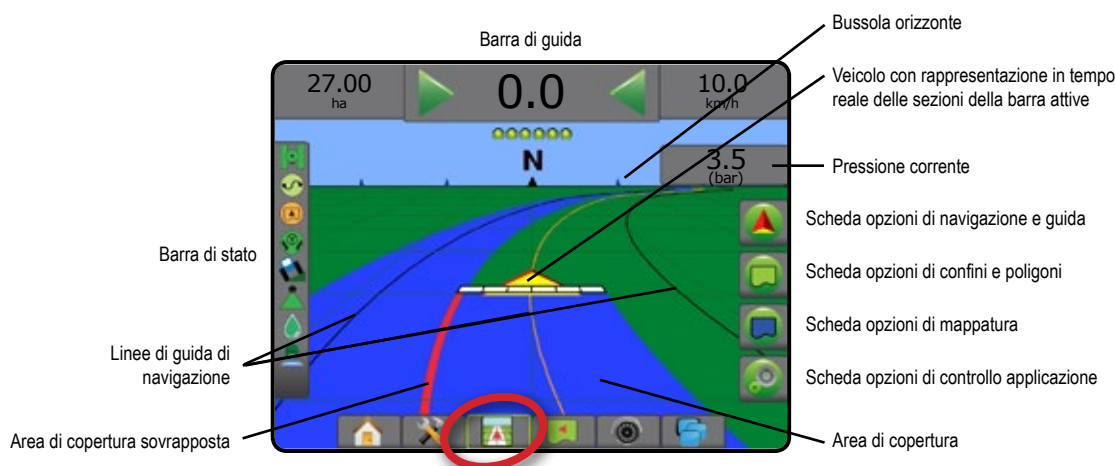 Barra di guida
Bussola orizzonte
27.00
ha
0.0
10.0
km/h
Veicolo con rappresentazione in tempo
reale delle sezioni della barra attive
N
3.5
(bar)
Pressione corrente
Scheda opzioni di navigazione e guida
Barra di stato
Scheda opzioni di confini e poligoni
Scheda opzioni di mappatura
Linee di guida di
navigazione
Scheda opzioni di controllo applicazione
Area di copertura sovrapposta
Area di copertura